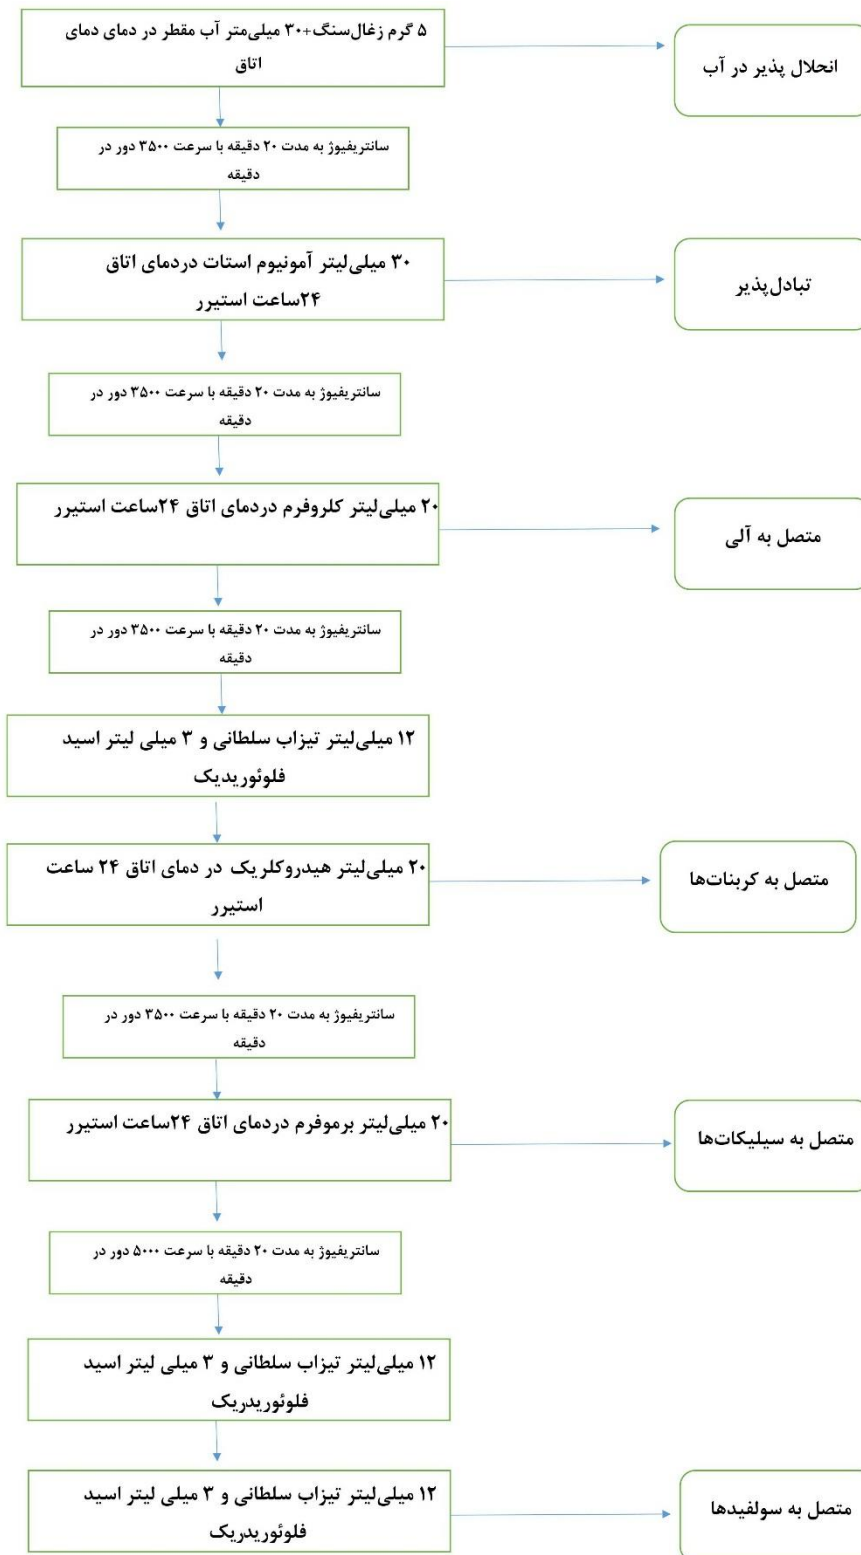 ۵ گرم زغال‌سنگ+۳۰ میلی‌متر آب مقطر در دمای دمای
اتاق
انحلال پذیر در آب
سانتریفیوژ به مدت ۲۰ دقیقه با سرعت ۳۵۰۰ دور در
دقیقه
۳۰ میلی‌لیتر آمونیوم استات دردمای اتاق
۲۴ساعت استیرر
تبادل‌پذیر
سانتریفیوژ به مدت ۲۰ دقیقه با سرعت ۳۵۰۰ دور در
دقیقه
۲۰ میلی‌لیتر کلروفرم دردمای اتاق ۲۴ساعت استیرر
متصل به آلی
سانتریفیوژ به مدت ۲۰ دقیقه با سرعت ۳۵۰۰ دور در
دقیقه
۱۲ میلی‌لیتر تیزاب سلطانی و ۳ میلی لیتر اسید
فلوئوریدیک
۲۰ میلی‌لیتر هیدروکلریک در دمای اتاق ۲۴ ساعت
استیرر
متصل به کربنات‌ها
سانتریفیوژ به مدت ۲۰ دقیقه با سرعت ۳۵۰۰ دور در
دقیقه
۲۰ میلی‌لیتر برموفرم دردمای اتاق ۲۴ساعت استیرر
متصل به سیلیکات‌ها
سانتریفیوژ به مدت ۲۰ دقیقه با سرعت ۵۰۰۰ دور در
دقیقه
۱۲ میلی‌لیتر تیزاب سلطانی و ۳ میلی لیتر اسید
فلوئوریدریک
۱۲ میلی‌لیتر تیزاب سلطانی و ۳ میلی لیتر اسید
فلوئوریدریک
متصل به سولفیدها